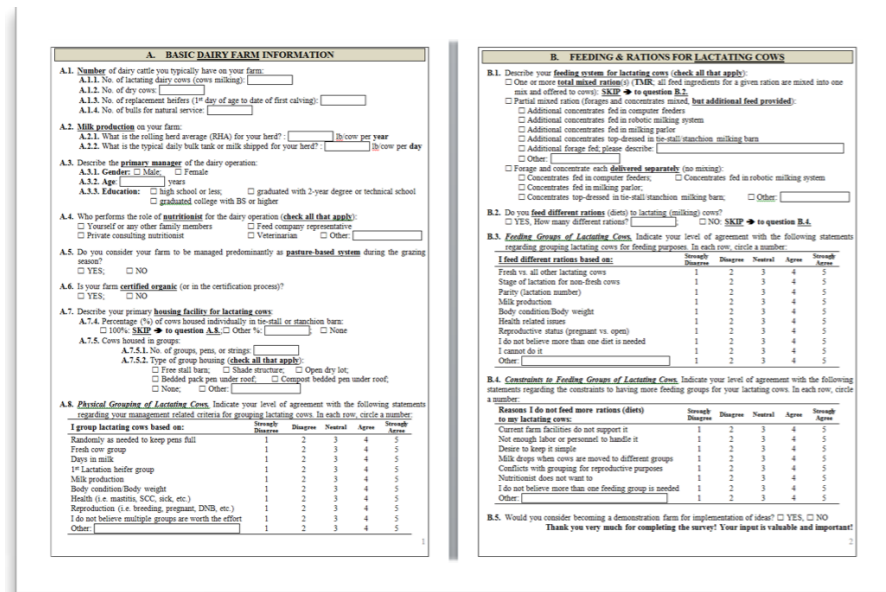 A. BASIC DAIRY FARM INFORMATION
A.1. Number of dairy cattle you typically have on your farm:
A.1.1. No. of lactating dairy cows (cows milking):
A.1.2. No. of dry cows:
A.1.3. No. of replacement heifers (1st day of age to date of first calving):
A.1.4. No. of bulls for natural service:
A.2. Milk production on your farm:
A.2.1. What is the rolling herd average (RHA) for your herd? : lb/cow per year
A.2.2. What is the typical daily bulk tank or milk shipped for your herd? : lb/cow per day
A.3. Describe the primary manager of the dairy operation:
A.3.1. Gender: ☐ Male; ☐ Female
A.3.2. Age: years
A.3.3. Education: ☐ high school or less; ☐ graduated with 2-year degree or technical school
☐ graduated college with BS or higher
A.4. Who performs the role of nutritionist for the dairy operation (check all that apply):
☐ Yourself or any other family members ☐ Feed company representative
☐ Private consulting nutritionist ☐ Veterinarian ☐ Other:
A.5. Do you consider your farm to be managed predominantly as pasture-based system during the grazing
season?
☐ YES; ☐ NO
A.6. Is your farm certified organic (or in the certification process)?
☐ YES; ☐ NO
A.7. Describe your primary housing facility for lactating cows:
A.7.4. Percentage (%) of cows housed individually in tie-stall or stanchion barn:
☐ 100%: SKIP ➔ to question A.8.; ☐ Other %: ; ☐ None
A.7.5. Cows housed in groups:
A.7.5.1. No. of groups, pens, or strings:
A.7.5.2. Type of group housing (check all that apply):
☐ Free stall barn; ☐ Shade structure; ☐ Open dry lot;
☐ Bedded pack pen under roof; ☐ Compost bedded pen under roof;
☐ None; ☐ Other:
A.8. Physical Grouping of Lactating Cows. Indicate your level of agreement with the following statements
regarding your management related criteria for grouping lactating cows. In each row, circle a number:
I group lactating cows based on: Strongly Disagree Disagree Neutral Agree Strongly Agree
Randomly as needed to keep pens full 1 2 3 4 5
Fresh cow group 1 2 3 4 5
Days in milk 1 2 3 4 5
1st Lactation heifer group 1 2 3 4 5
Milk production 1 2 3 4 5
Body condition/Body weight 1 2 3 4 5
Health (i.e. mastitis, SCC, sick, etc.) 1 2 3 4 5
Reproduction (i.e. breeding, pregnant, DNB, etc.) 1 2 3 4 5
I do not believe multiple groups are worth the effort 1 2 3 4 5
Other: 1 2 3 4 5
1
B. FEEDING & RATIONS FOR LACTATING COWS
B.1. Describe your feeding system for lactating cows (check all that apply):
☐ One or more total mixed ration(s) (TMR; all feed ingredients for a given ration are mixed into one
mix and offered to cows): SKIP ➔ to question B.2.
☐ Partial mixed ration (forages and concentrates mixed, but additional feed provided):
☐ Additional concentrates fed in computer feeders
☐ Additional concentrates fed in robotic milking system
☐ Additional concentrates fed in milking parlor
☐ Additional concentrates top-dressed in tie-stall/stanchion milking barn
☐ Additional forage fed; please describe:
☐ Other:
☐ Forage and concentrate each delivered separately (no mixing):
☐ Concentrates fed in computer feeders; ☐ Concentrates fed in robotic milking system
☐ Concentrates fed in milking parlor;
☐ Concentrates top-dressed in tie-stall/stanchion milking barn; ☐ Other:
B.2. Do you feed different rations (diets) to lactating (milking) cows?
☐ YES, How many different rations? ; ☐ NO: SKIP ➔ to question B.4.
B.3. Feeding Groups of Lactating Cows. Indicate your level of agreement with the following statements
regarding grouping lactating cows for feeding purposes. In each row, circle a number:
I feed different rations based on: Strongly Disagree Disagree Neutral Agree Strongly Agree
Fresh vs. all other lactating cows 1 2 3 4 5
Stage of lactation for non-fresh cows 1 2 3 4 5
Parity (lactation number) 1 2 3 4 5
Milk production 1 2 3 4 5
Body condition/Body weight 1 2 3 4 5
Health related issues 1 2 3 4 5
Reproductive status (pregnant vs. open) 1 2 3 4 5
I do not believe more than one diet is needed 1 2 3 4 5
I cannot do it 1 2 3 4 5
Other: 1 2 3 4 5
B.4. Constraints to Feeding Groups of Lactating Cows. Indicate your level of agreement with the following
statements regarding the constraints to having more feeding groups for your lactating cows. In each row, circle
a number:
Reasons I do not feed more rations (diets) to my lactating cows: Strongly Disagree Disagree Neutral Agree Strongly Agree
Current farm facilities do not support it 1 2 3 4 5
Not enough labor or personnel to handle it 1 2 3 4 5
Desire to keep it simple 1 2 3 4 5
Milk drops when cows are moved to different groups 1 2 3 4 5
Conflicts with grouping for reproductive purposes 1 2 3 4 5
Nutritionist does not want to 1 2 3 4 5
I do not believe more than one feeding group is needed 1 2 3 4 5
Other: 1 2 3 4 5
B.5. Would you consider becoming a demonstration farm for implementation of ideas? ☐ YES, ☐ NO
Thank you very much for completing the survey! Your input is valuable and important!
2